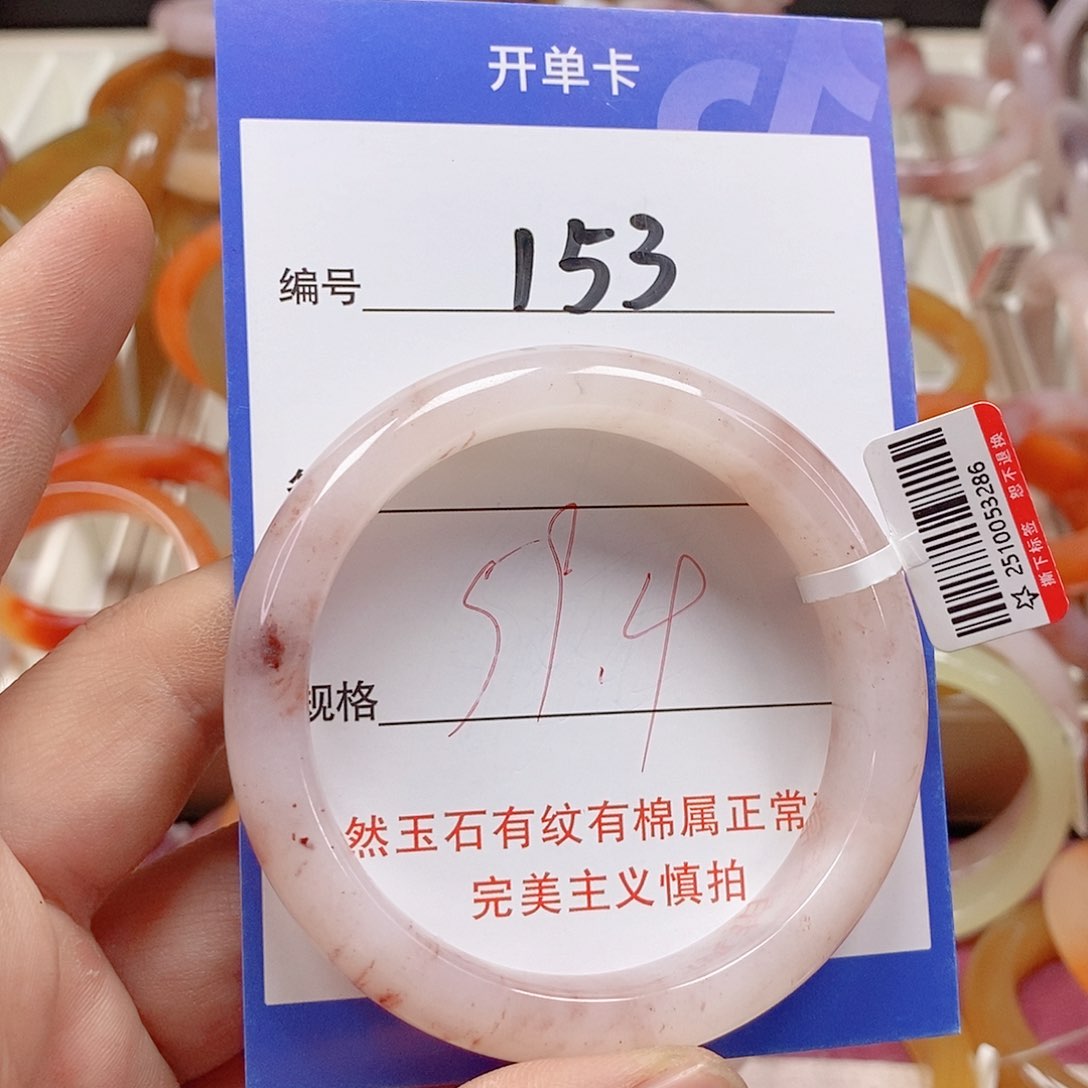 开单卡
编号 153
规格 59.4
然玉石有纹有棉属正常
完美主义慎拍
2510053286
撕下标签 恕不退换